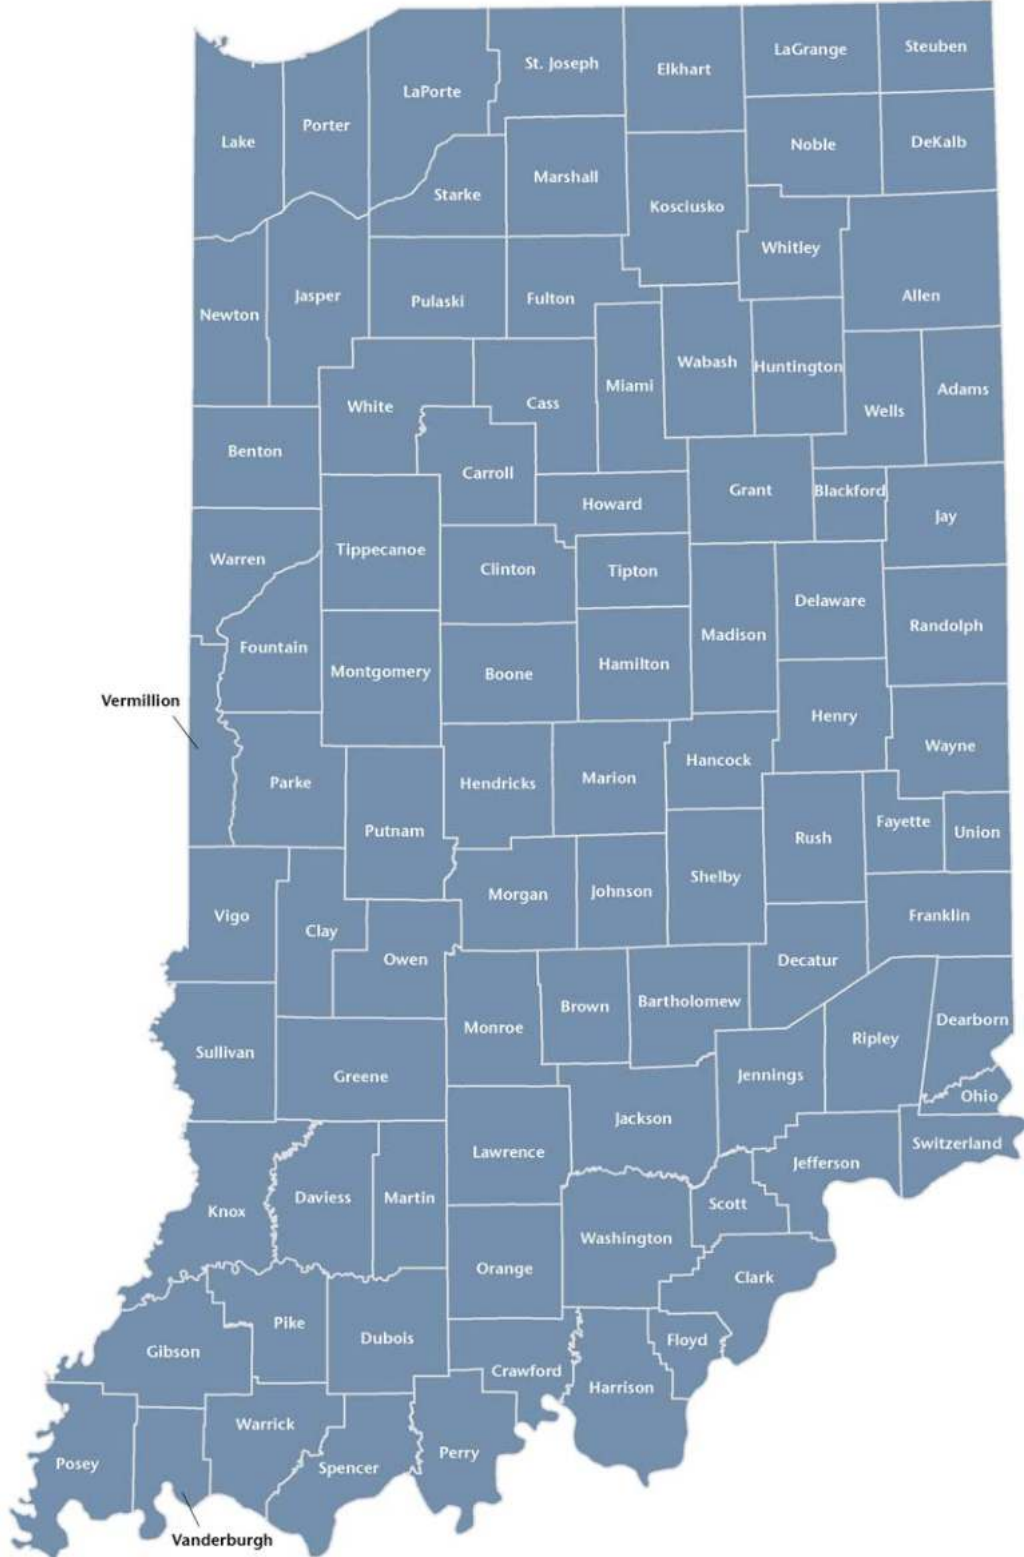 LaGrange
Steuben
St. Joseph
Elkhart
LaPorte
Porter
Lake
Noble
DeKalb
Marshall
Starke
Kosciusko
Whitley
Allen
Jasper
Pulaski
Fulton
Newton
Wabash
Huntington
Miami
Adams
White
Cass
Wells
Benton
Carroll
Grant
Blackford
Howard
Jay
Tippecanoe
Warren
Clinton
Tipton
Delaware
Randolph
Madison
Fountain
Hamilton
Montgomery
Boone
Vermillion
Henry
Wayne
Hancock
Marion
Hendricks
Parke
Putnam
Fayette
Union
Rush
Shelby
Johnson
Morgan
Vigo
Franklin
Clay
Owen
Decatur
Bartholomew
Brown
Monroe
Dearborn
Ripley
Sullivan
Greene
Jennings
Ohio
Jackson
Switzerland
Lawrence
Jefferson
Daviess
Martin
Scott
Knox
Washington
Orange
Clark
Pike
Dubois
Floyd
Gibson
Crawford
Harrison
Warrick
Perry
Posey
Spencer
Vanderburgh